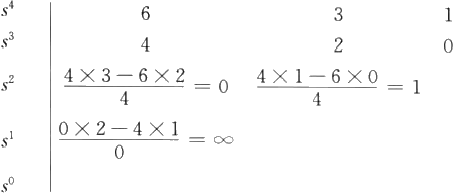 s⁴ 6 3 1
s³ 4 2 0
s² (4×3−6×2)/4 = 0 (4×1−6×0)/4 = 1
s¹ (0×2−4×1)/0 = ∞
s⁰